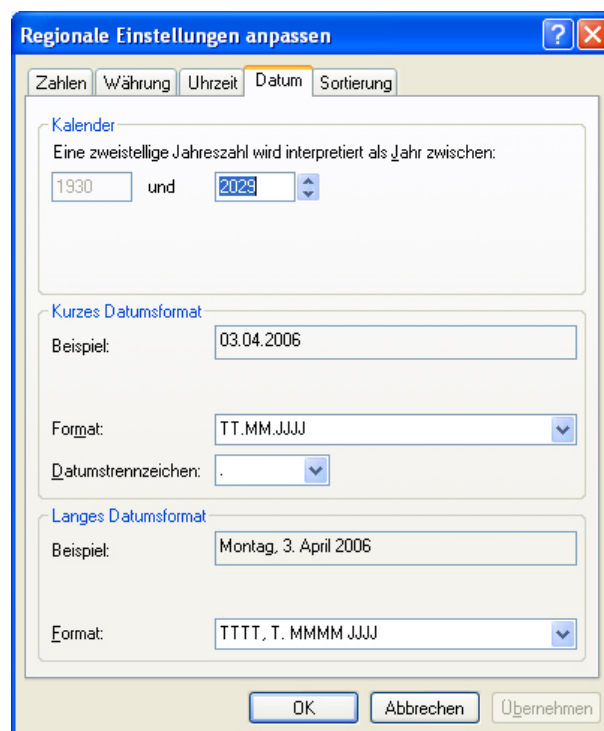 Regionale Einstellungen anpassen
Zahlen Währung Uhrzeit Datum Sortierung
Kalender
Eine zweistellige Jahreszahl wird interpretiert als Jahr zwischen:
1930 und 2029
Kurzes Datumsformat
Beispiel: 03.04.2006
Format: TT.MM.JJJJ
Datumstrennzeichen: .
Langes Datumsformat
Beispiel: Montag, 3. April 2006
Format: TTTT, T. MMMM JJJJ
OK Abbrechen Übernehmen